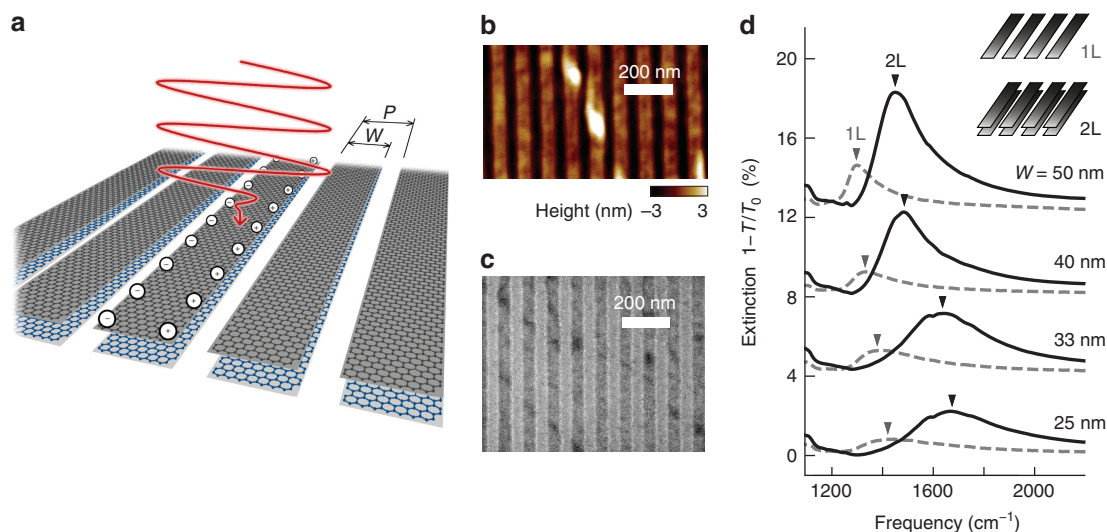 a
P
W
b
200 nm
Height (nm) −3 3
c
200 nm
d
20
16
12
8
4
0
Extinction 1–T/T0 (%)
2L
1L
1L
2L
W = 50 nm
40 nm
33 nm
25 nm
1200 1600 2000
Frequency (cm−1)